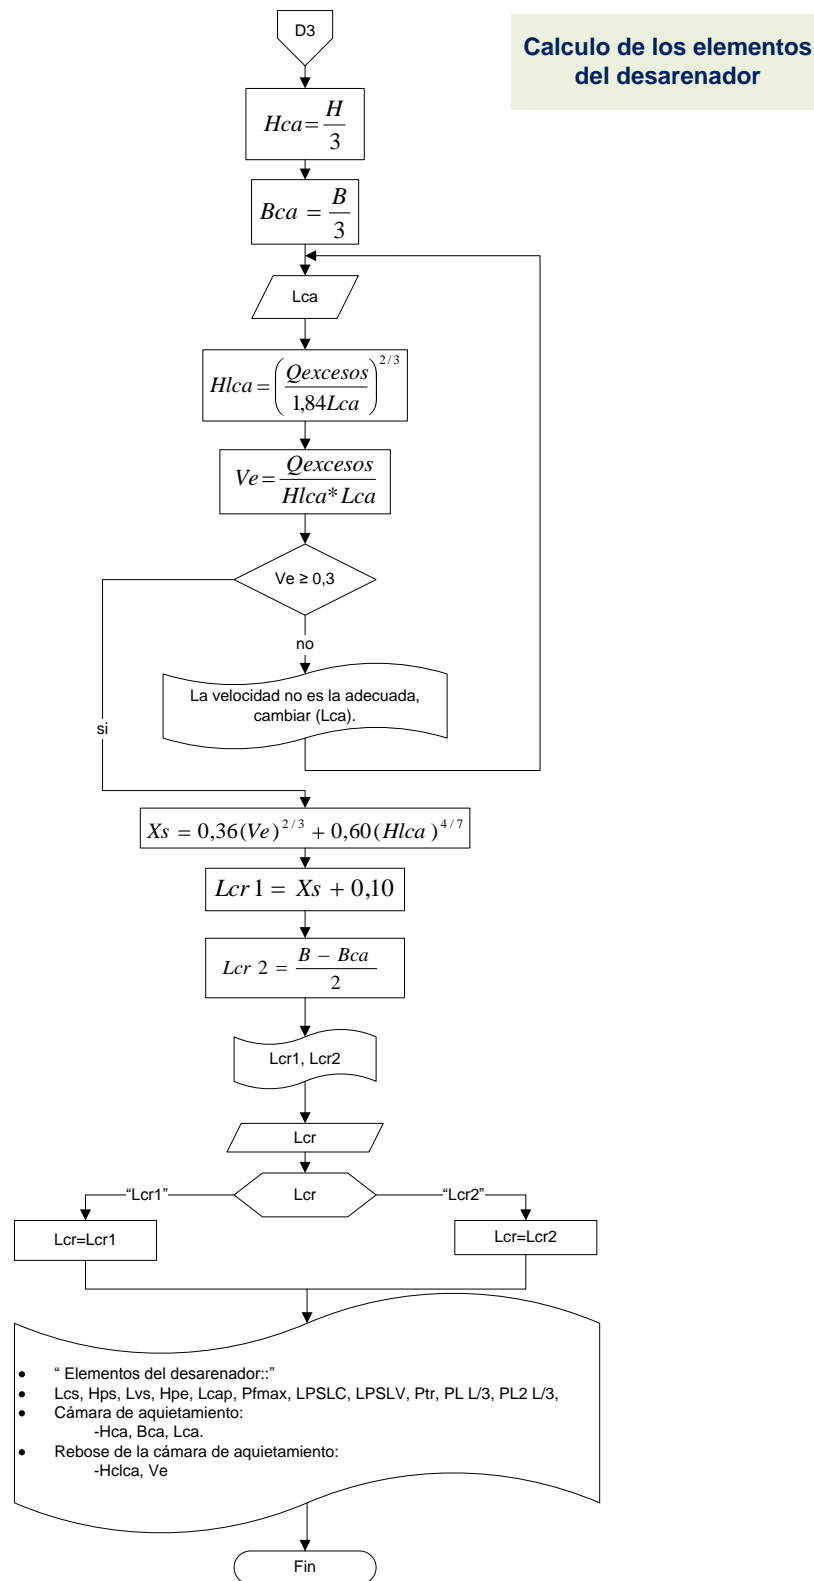 D3
Calculo de los elementos
del desarenador
Hca = H/3
Bca = B/3
Lca
Hlca = (Qexcesos/1,84Lca)^2/3
Ve = Qexcesos/Hlca* Lca
Ve ≥ 0,3
no
La velocidad no es la adecuada,
cambiar (Lca).
si
Xs = 0,36(Ve)^2/3 + 0,60(Hlca)^4/7
Lcr 1 = Xs + 0,10
Lcr 2 = B − Bca/2
Lcr1, Lcr2
Lcr
“Lcr1”
Lcr
“Lcr2”
Lcr=Lcr1
Lcr=Lcr2
• “ Elementos del desarenador::”
• Lcs, Hps, Lvs, Hpe, Lcap, Pfmax, LPSLC, LPSLV, Ptr, PL L/3, PL2 L/3,
• Cámara de aquietamiento:
-Hca, Bca, Lca.
• Rebose de la cámara de aquietamiento:
-Hclca, Ve
Fin